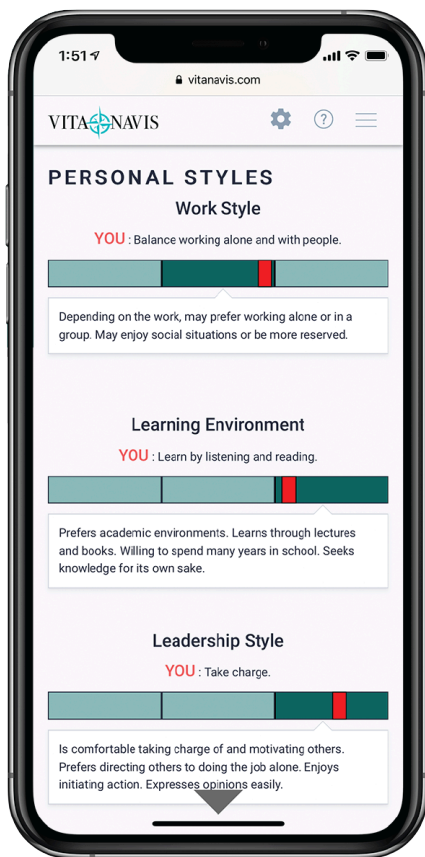 1:51
vitanavis.com
VITA NAVIS
?
PERSONAL STYLES
Work Style
YOU : Balance working alone and with people.
Depending on the work, may prefer working alone or in a
group. May enjoy social situations or be more reserved.
Learning Environment
YOU : Learn by listening and reading.
Prefers academic environments. Learns through lectures
and books. Willing to spend many years in school. Seeks
knowledge for its own sake.
Leadership Style
YOU : Take charge.
Is comfortable taking charge of and motivating others.
Prefers directing others to doing the job alone. Enjoys
initiating action. Expresses opinions easily.